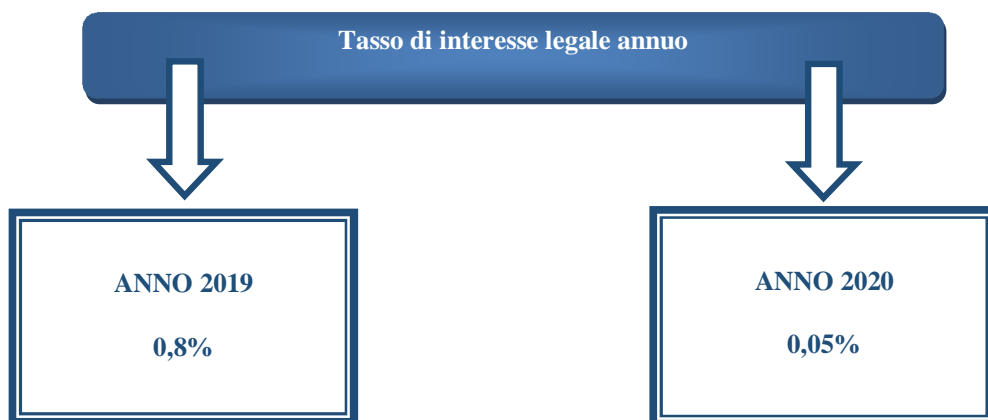 Tasso di interesse legale annuo
ANNO 2019
0,8%
ANNO 2020
0,05%